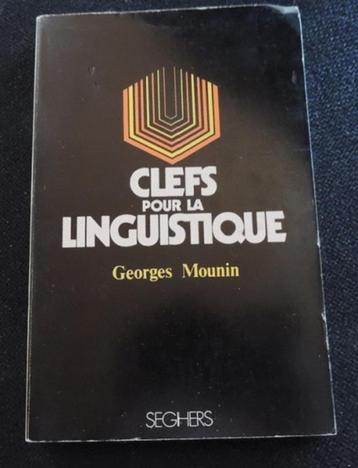 CLEFS
POUR LA
LINGUISTIQUE
Georges Mounin
SEGHERS